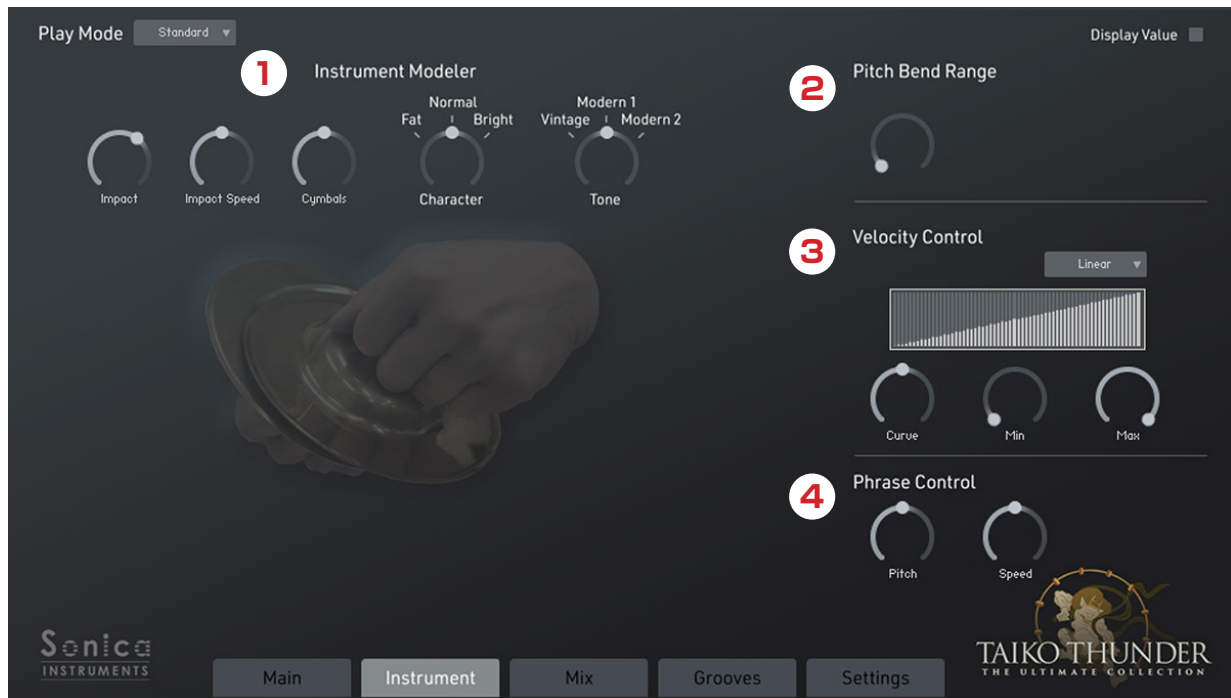 Play Mode
Standard
Display Value
1
Instrument Modeler
2
Pitch Bend Range
Normal
Fat
Bright
Modern 1
Vintage
Modern 2
Impact
Impact Speed
Cymbals
Character
Tone
3
Velocity Control
Linear
Curve
Min
Max
4
Phrase Control
Pitch
Speed
Sonica
INSTRUMENTS
TAIKO THUNDER
THE ULTIMATE COLLECTION
Main
Instrument
Mix
Grooves
Settings